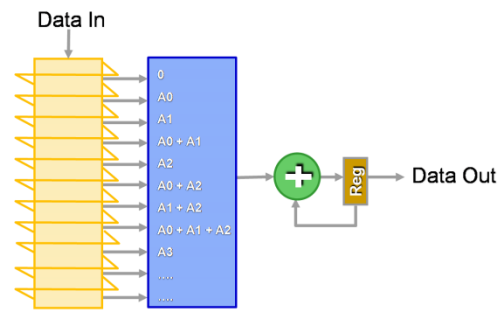 Data In
0
A0
A1
A0 + A1
A2
A0 + A2
A1 + A2
A0 + A1 + A2
A3
....
....
+
Reg
Data Out